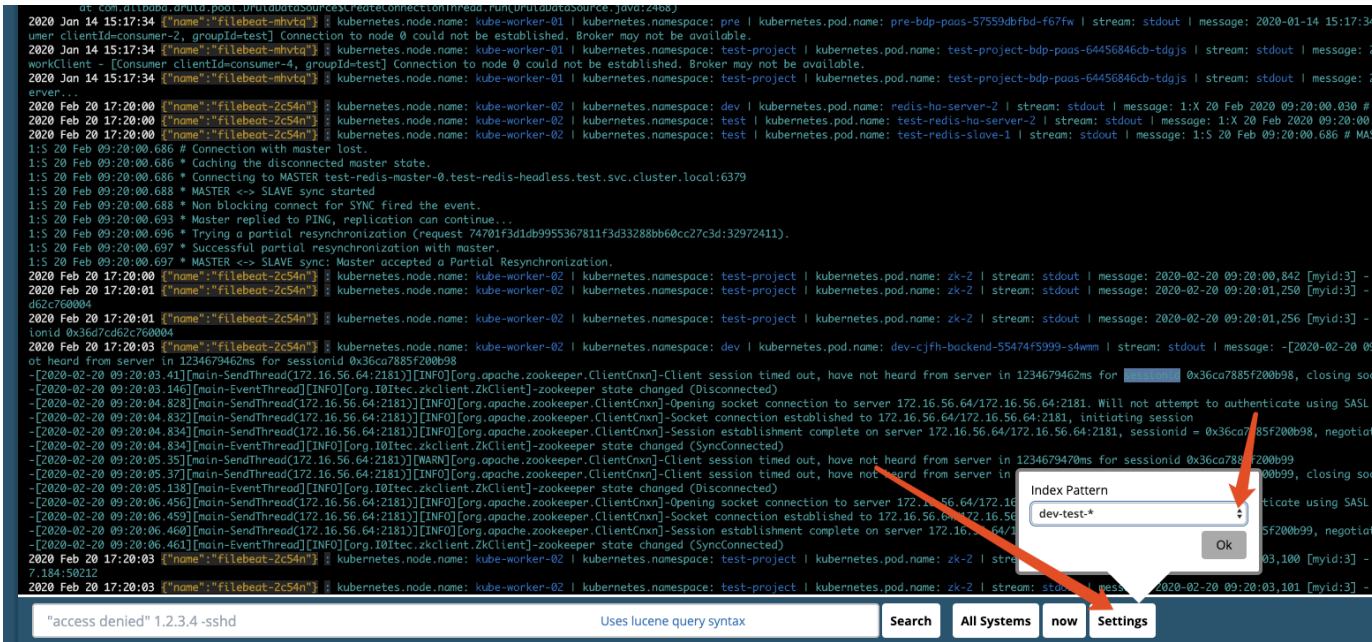 at com.alibaba.druid.pool.DruidDataSource$CreateConnectionThread.run(DruidDataSource.java:2468)
2020 Jan 14 15:17:34 {"name":"filebeat-mhvtq"} : kubernetes.node.name: kube-worker-01 | kubernetes.namespace: pre | kubernetes.pod.name: pre-bdp-paas-57559dbfbd-f67fw | stream: stdout | message: 2020-01-14 15:17:34
umer clientId=consumer-2, groupId=test] Connection to node 0 could not be established. Broker may not be available.
2020 Jan 14 15:17:34 {"name":"filebeat-mhvtq"} : kubernetes.node.name: kube-worker-01 | kubernetes.namespace: test-project | kubernetes.pod.name: test-project-bdp-paas-64456846cb-tdgjs | stream: stdout | message: 2
workClient - [Consumer clientId=consumer-4, groupId=test] Connection to node 0 could not be established. Broker may not be available.
2020 Jan 14 15:17:34 {"name":"filebeat-mhvtq"} : kubernetes.node.name: kube-worker-01 | kubernetes.namespace: test-project | kubernetes.pod.name: test-project-bdp-paas-64456846cb-tdgjs | stream: stdout | message: 2
erver...
2020 Feb 20 17:20:00 {"name":"filebeat-2c54n"} : kubernetes.node.name: kube-worker-02 | kubernetes.namespace: dev | kubernetes.pod.name: redis-ha-server-2 | stream: stdout | message: 1:X 20 Feb 2020 09:20:00.030 #
2020 Feb 20 17:20:00 {"name":"filebeat-2c54n"} : kubernetes.node.name: kube-worker-02 | kubernetes.namespace: test | kubernetes.pod.name: test-redis-ha-server-2 | stream: stdout | message: 1:X 20 Feb 2020 09:20:00
2020 Feb 20 17:20:00 {"name":"filebeat-2c54n"} : kubernetes.node.name: kube-worker-02 | kubernetes.namespace: test | kubernetes.pod.name: test-redis-slave-1 | stream: stdout | message: 1:S 20 Feb 09:20:00.686 # MAS
1:S 20 Feb 09:20:00.686 # Connection with master lost.
1:S 20 Feb 09:20:00.686 * Caching the disconnected master state.
1:S 20 Feb 09:20:00.686 * Connecting to MASTER test-redis-master-0.test-redis-headless.test.svc.cluster.local:6379
1:S 20 Feb 09:20:00.688 * MASTER <-> SLAVE sync started
1:S 20 Feb 09:20:00.688 * Non blocking connect for SYNC fired the event.
1:S 20 Feb 09:20:00.693 * Master replied to PING, replication can continue...
1:S 20 Feb 09:20:00.696 * Trying a partial resynchronization (request 74701f3d1db9955367811f3d33288bb60cc27c3d:32972411).
1:S 20 Feb 09:20:00.697 * Successful partial resynchronization with master.
1:S 20 Feb 09:20:00.697 * MASTER <-> SLAVE sync: Master accepted a Partial Resynchronization.
2020 Feb 20 17:20:00 {"name":"filebeat-2c54n"} : kubernetes.node.name: kube-worker-02 | kubernetes.namespace: test-project | kubernetes.pod.name: zk-2 | stream: stdout | message: 2020-02-20 09:20:00,842 [myid:3] -
2020 Feb 20 17:20:01 {"name":"filebeat-2c54n"} : kubernetes.node.name: kube-worker-02 | kubernetes.namespace: test-project | kubernetes.pod.name: zk-2 | stream: stdout | message: 2020-02-20 09:20:01,250 [myid:3] -
d62c760004
2020 Feb 20 17:20:01 {"name":"filebeat-2c54n"} : kubernetes.node.name: kube-worker-02 | kubernetes.namespace: test-project | kubernetes.pod.name: zk-2 | stream: stdout | message: 2020-02-20 09:20:01,256 [myid:3] -
ionid 0x36d7cd62c760004
2020 Feb 20 17:20:03 {"name":"filebeat-2c54n"} : kubernetes.node.name: kube-worker-02 | kubernetes.namespace: dev | kubernetes.pod.name: dev-cjfh-backend-55474f5999-s4wmm | stream: stdout | message: -[2020-02-20 09
ot heard from server in 1234679462ms for sessionid 0x36ca7885f200b98
-[2020-02-20 09:20:03.41][main-SendThread(172.16.56.64:2181)][INFO][org.apache.zookeeper.ClientCnxn]-Client session timed out, have not heard from server in 1234679462ms for sessionid 0x36ca7885f200b98, closing soc
-[2020-02-20 09:20:03.146][main-EventThread][INFO][org.I0Itec.zkclient.ZkClient]-zookeeper state changed (Disconnected)
-[2020-02-20 09:20:04.828][main-SendThread(172.16.56.64:2181)][INFO][org.apache.zookeeper.ClientCnxn]-Opening socket connection to server 172.16.56.64/172.16.56.64:2181. Will not attempt to authenticate using SASL
-[2020-02-20 09:20:04.832][main-SendThread(172.16.56.64:2181)][INFO][org.apache.zookeeper.ClientCnxn]-Socket connection established to 172.16.56.64/172.16.56.64:2181, initiating session
-[2020-02-20 09:20:04.834][main-SendThread(172.16.56.64:2181)][INFO][org.apache.zookeeper.ClientCnxn]-Session establishment complete on server 172.16.56.64/172.16.56.64:2181, sessionid = 85f200b98, negotiat
-[2020-02-20 09:20:04.834][main-EventThread][INFO][org.I0Itec.zkclient.ZkClient]-zookeeper state changed (SyncConnected)
-[2020-02-20 09:20:05.35][main-SendThread(172.16.56.64:2181)][WARN][org.apache.zookeeper.ClientCnxn]-Client session timed out, have not heard from server in 1234679470ms for sessionid 0x36ca7885f200b99
-[2020-02-20 09:20:05.37][main-SendThread(172.16.56.64:2181)][INFO][org.apache.zookeeper.ClientCnxn]-Client session timed out, have not heard from server in 00b99, closing soc
-[2020-02-20 09:20:05.138][main-EventThread][INFO][org.I0Itec.zkclient.ZkClient]-zookeeper state changed (Disconnected)
-[2020-02-20 09:20:06.456][main-SendThread(172.16.56.64:2181)][INFO][org.apache.zookeeper.ClientCnxn]-Opening socket connection to server 172.16.56.64/172.16 ticate using SASL
-[2020-02-20 09:20:06.459][main-SendThread(172.16.56.64:2181)][INFO][org.apache.zookeeper.ClientCnxn]-Socket connection established to 172.16.56.64/172.16.56
-[2020-02-20 09:20:06.460][main-SendThread(172.16.56.64:2181)][INFO][org.apache.zookeeper.ClientCnxn]-Session establishment complete on server 172.16.56.64/1 5f200b99, negotiat
-[2020-02-20 09:20:06.461][main-EventThread][INFO][org.I0Itec.zkclient.ZkClient]-zookeeper state changed (SyncConnected)
2020 Feb 20 17:20:03 {"name":"filebeat-2c54n"} : kubernetes.node.name: kube-worker-02 | kubernetes.namespace: test-project | kubernetes.pod.name: zk-2 | stre 03,100 [myid:3] -
7.184:50212
2020 Feb 20 17:20:03 {"name":"filebeat-2c54n"} : kubernetes.node.name: kube-worker-02 | kubernetes.namespace: test-project | kubernetes.pod.name: zk-2 | stream: 2020-02-20 09:20:03,101 [myid:3] -
Index Pattern
dev-test-*
Ok
"access denied" 1.2.3.4 -sshd
Uses lucene query syntax
Search
All Systems
now
Settings